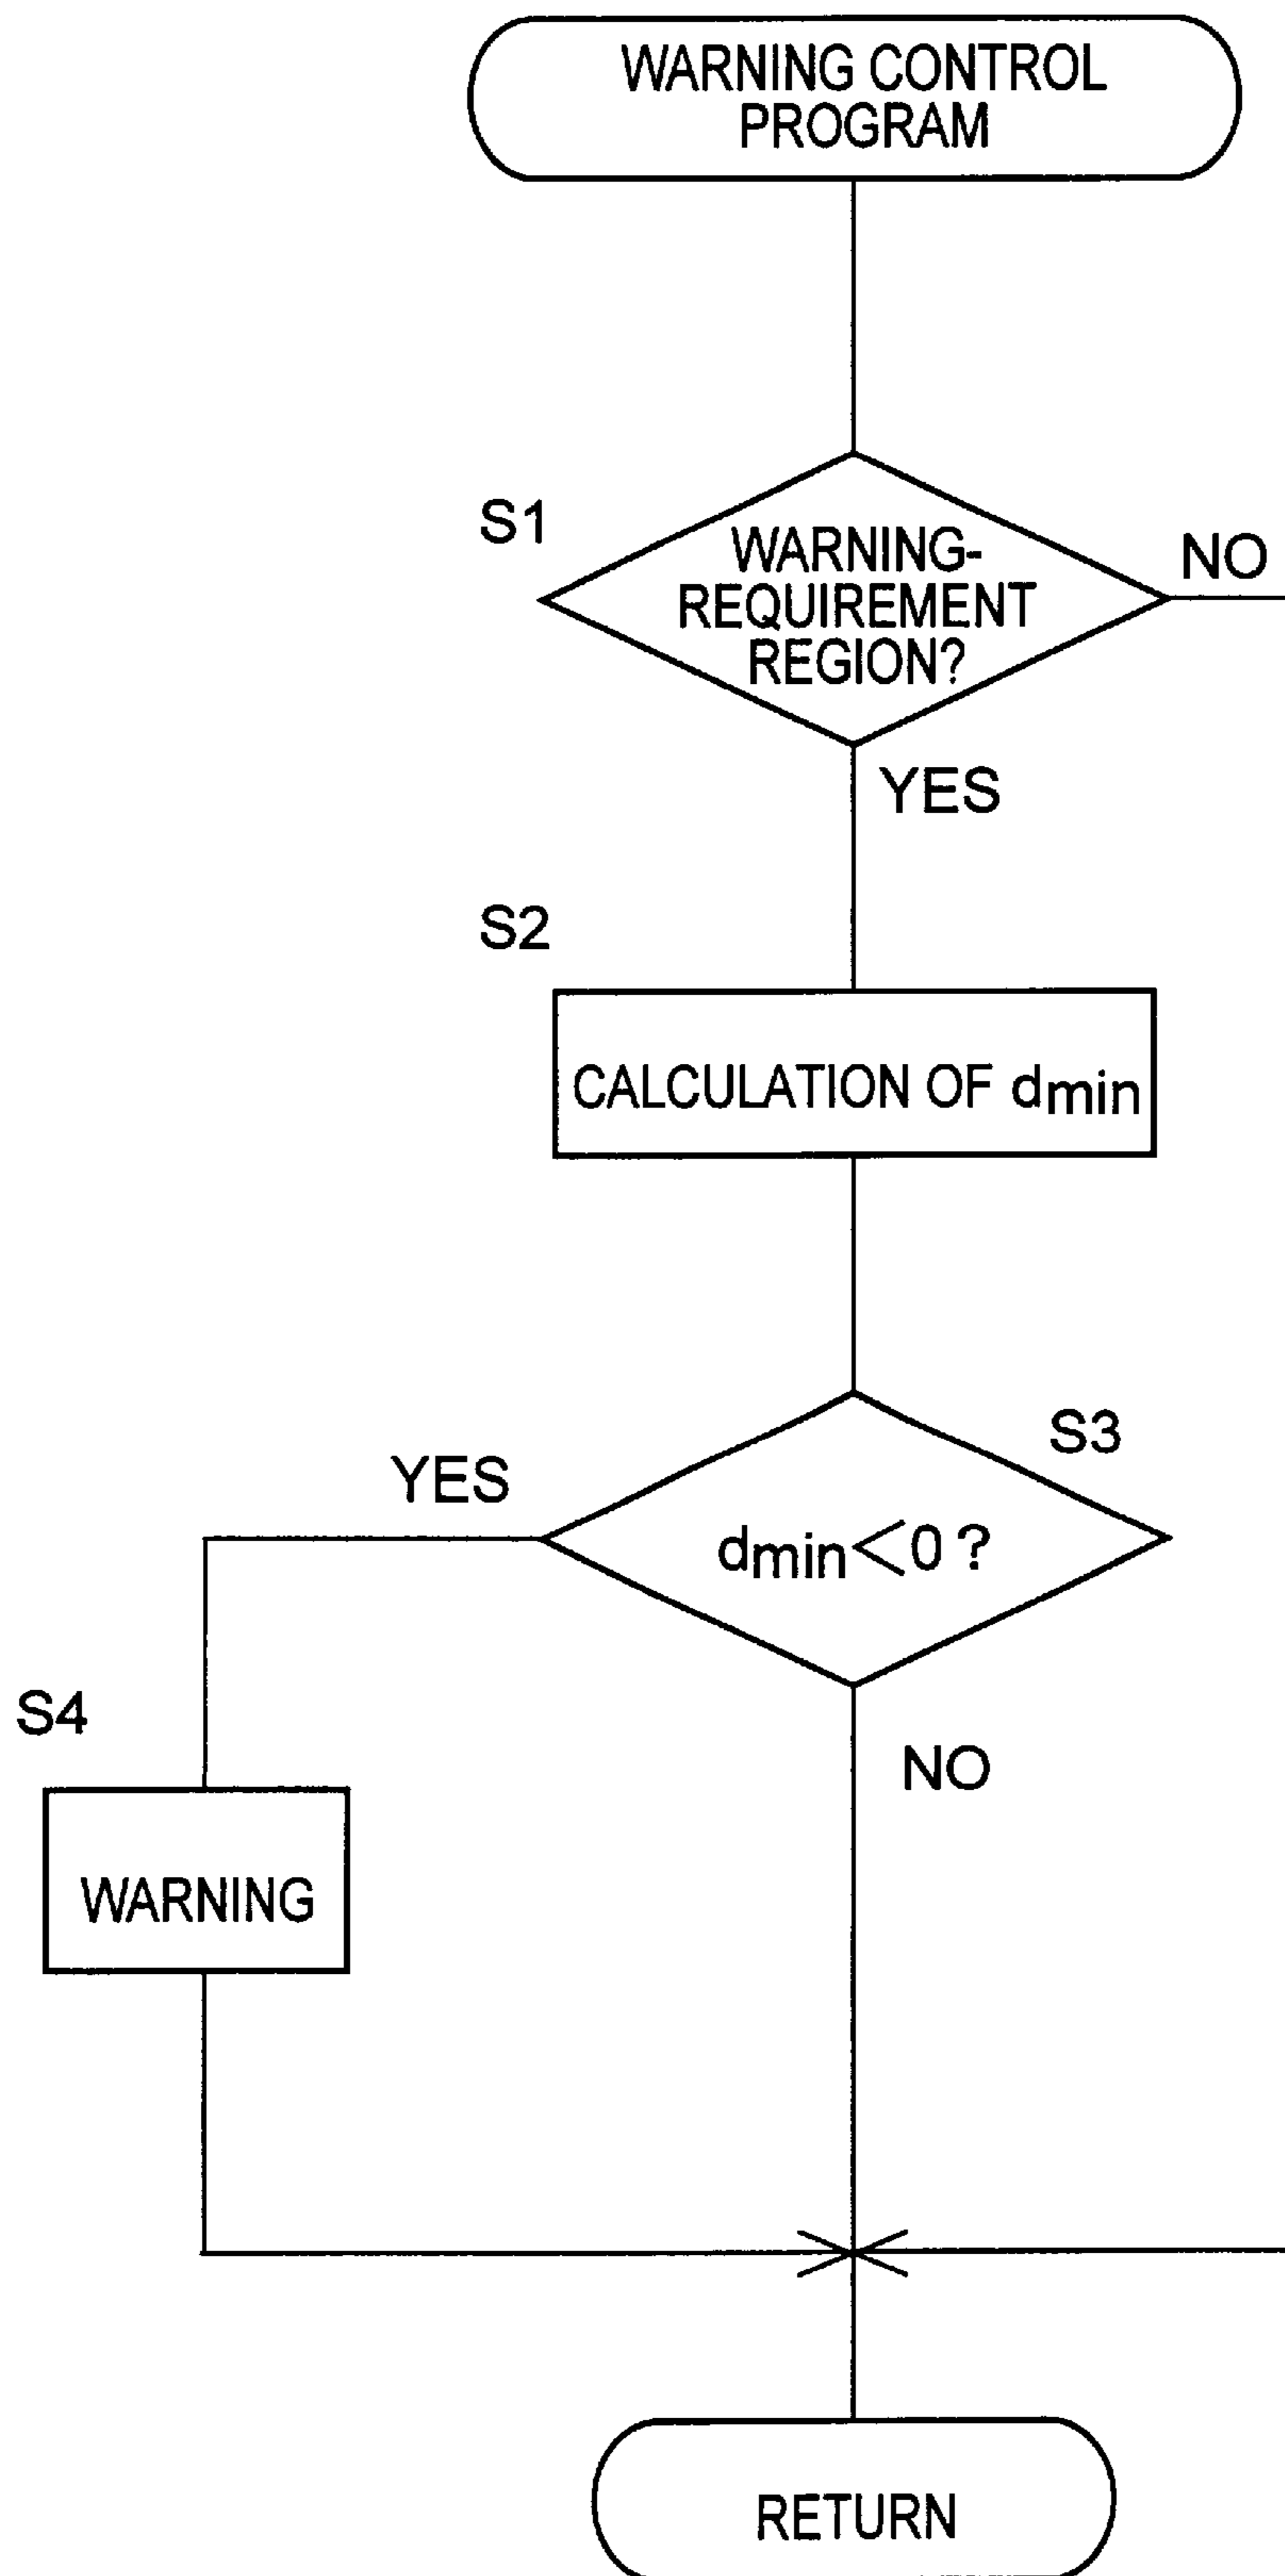 WARNING CONTROL
PROGRAM
S1
WARNING-
REQUIREMENT
REGION?
NO
YES
S2
CALCULATION OF dmin
S3
YES
dmin<0?
S4
NO
WARNING
RETURN